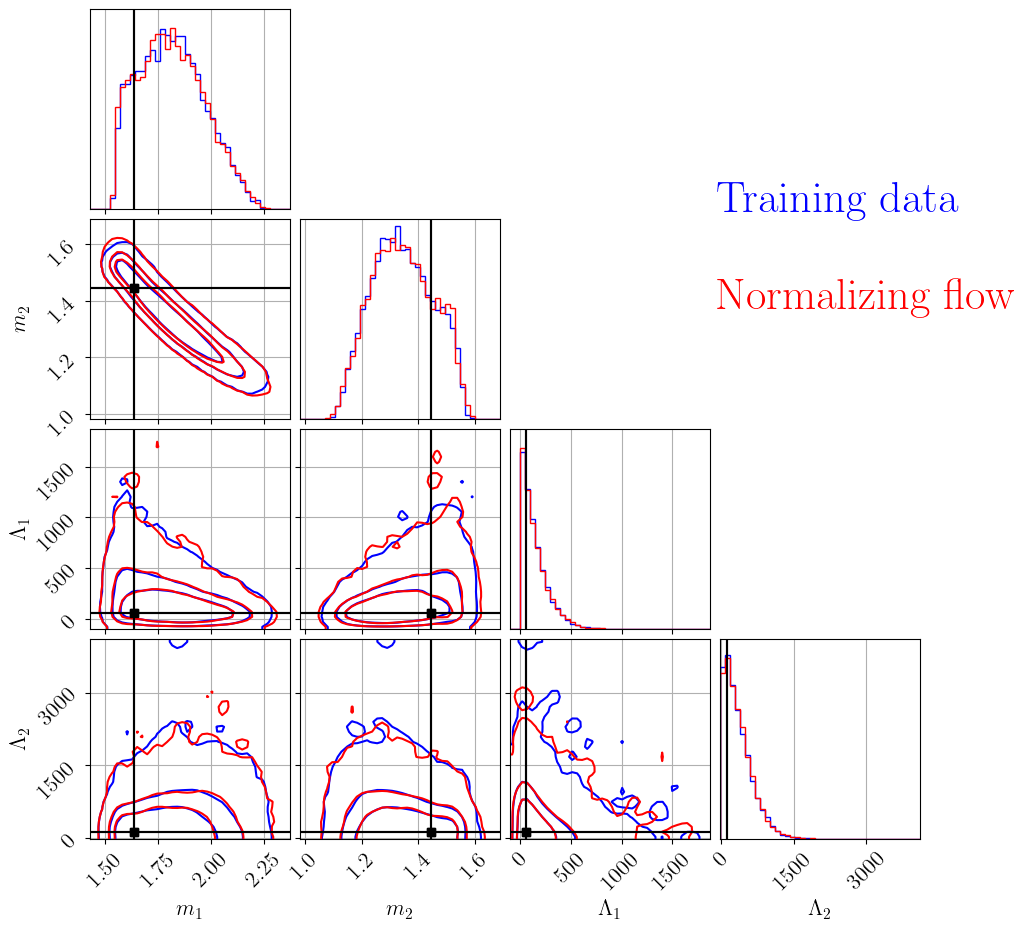 Training data
Normalizing flow
m₂
1.6
1.4
1.2
1.0
Λ₁
1500
1000
500
0
Λ₂
3000
1500
0
1.50 1.75 2.00 2.25
1.0 1.2 1.4 1.6
0 500 1000 1500
0 1500 3000
m₁ m₂ Λ₁ Λ₂